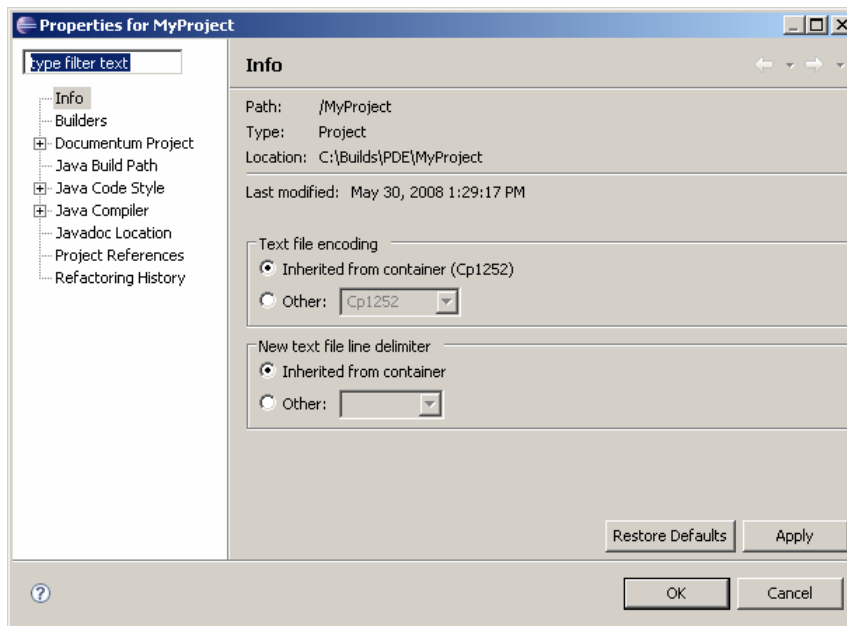 Properties for MyProject
type filter text
Info
Builders
Documentum Project
Java Build Path
Java Code Style
Java Compiler
Javadoc Location
Project References
Refactoring History
Info
Path: /MyProject
Type: Project
Location: C:\Builds\PDE\MyProject
Last modified: May 30, 2008 1:29:17 PM
Text file encoding
Inherited from container (Cp1252)
Other: Cp1252
New text file line delimiter
Inherited from container
Other:
Restore Defaults Apply
OK Cancel